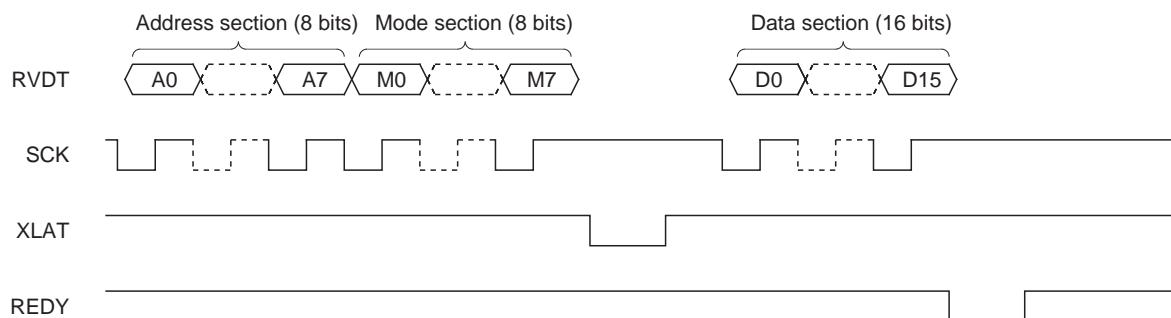 Address section (8 bits) Mode section (8 bits) Data section (16 bits)
RVDT A0 A7 M0 M7 D0 D15
SCK
XLAT
REDY